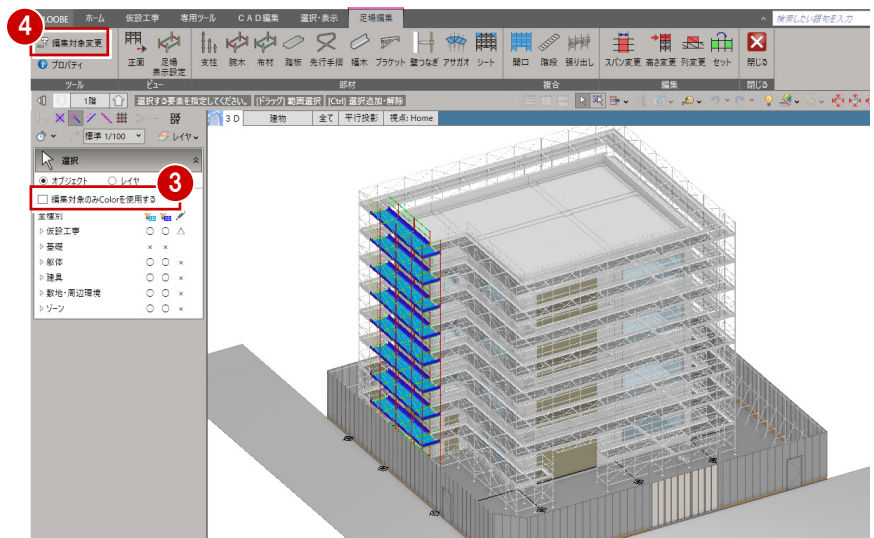 4
LOOBE ホーム 仮設工事 専用ツール CAD編集 選択・表示 足場編集 検索したい語句を入力
編集対象変更
プロパティ
正面 足場表示設定 支柱 腕木 布材 踏板 先行手摺 幅木 ブラケット 壁つなぎ アサガオ シート 開口 階段 張り出し スパン変更 高さ変更 列変更 セット 閉じる
ツール ビュー 部材 複合 編集 閉じる
1階 選択する要素を指定してください。 [ドラッグ] 範囲選択 [Ctrl] 選択追加・解除
DX
DY
3D 建物 全て 平行投影 視点: Home
標準 1/100 レイヤ
選択
3
オブジェクト レイヤ
編集対象のみColorを使用する
全種別
仮設工事 ○ ○ △
基礎 × ×
躯体 ○ ○ ×
建具 ○ ○ ×
敷地・周辺環境 ○ ○ ×
ゾーン ○ ○ ×